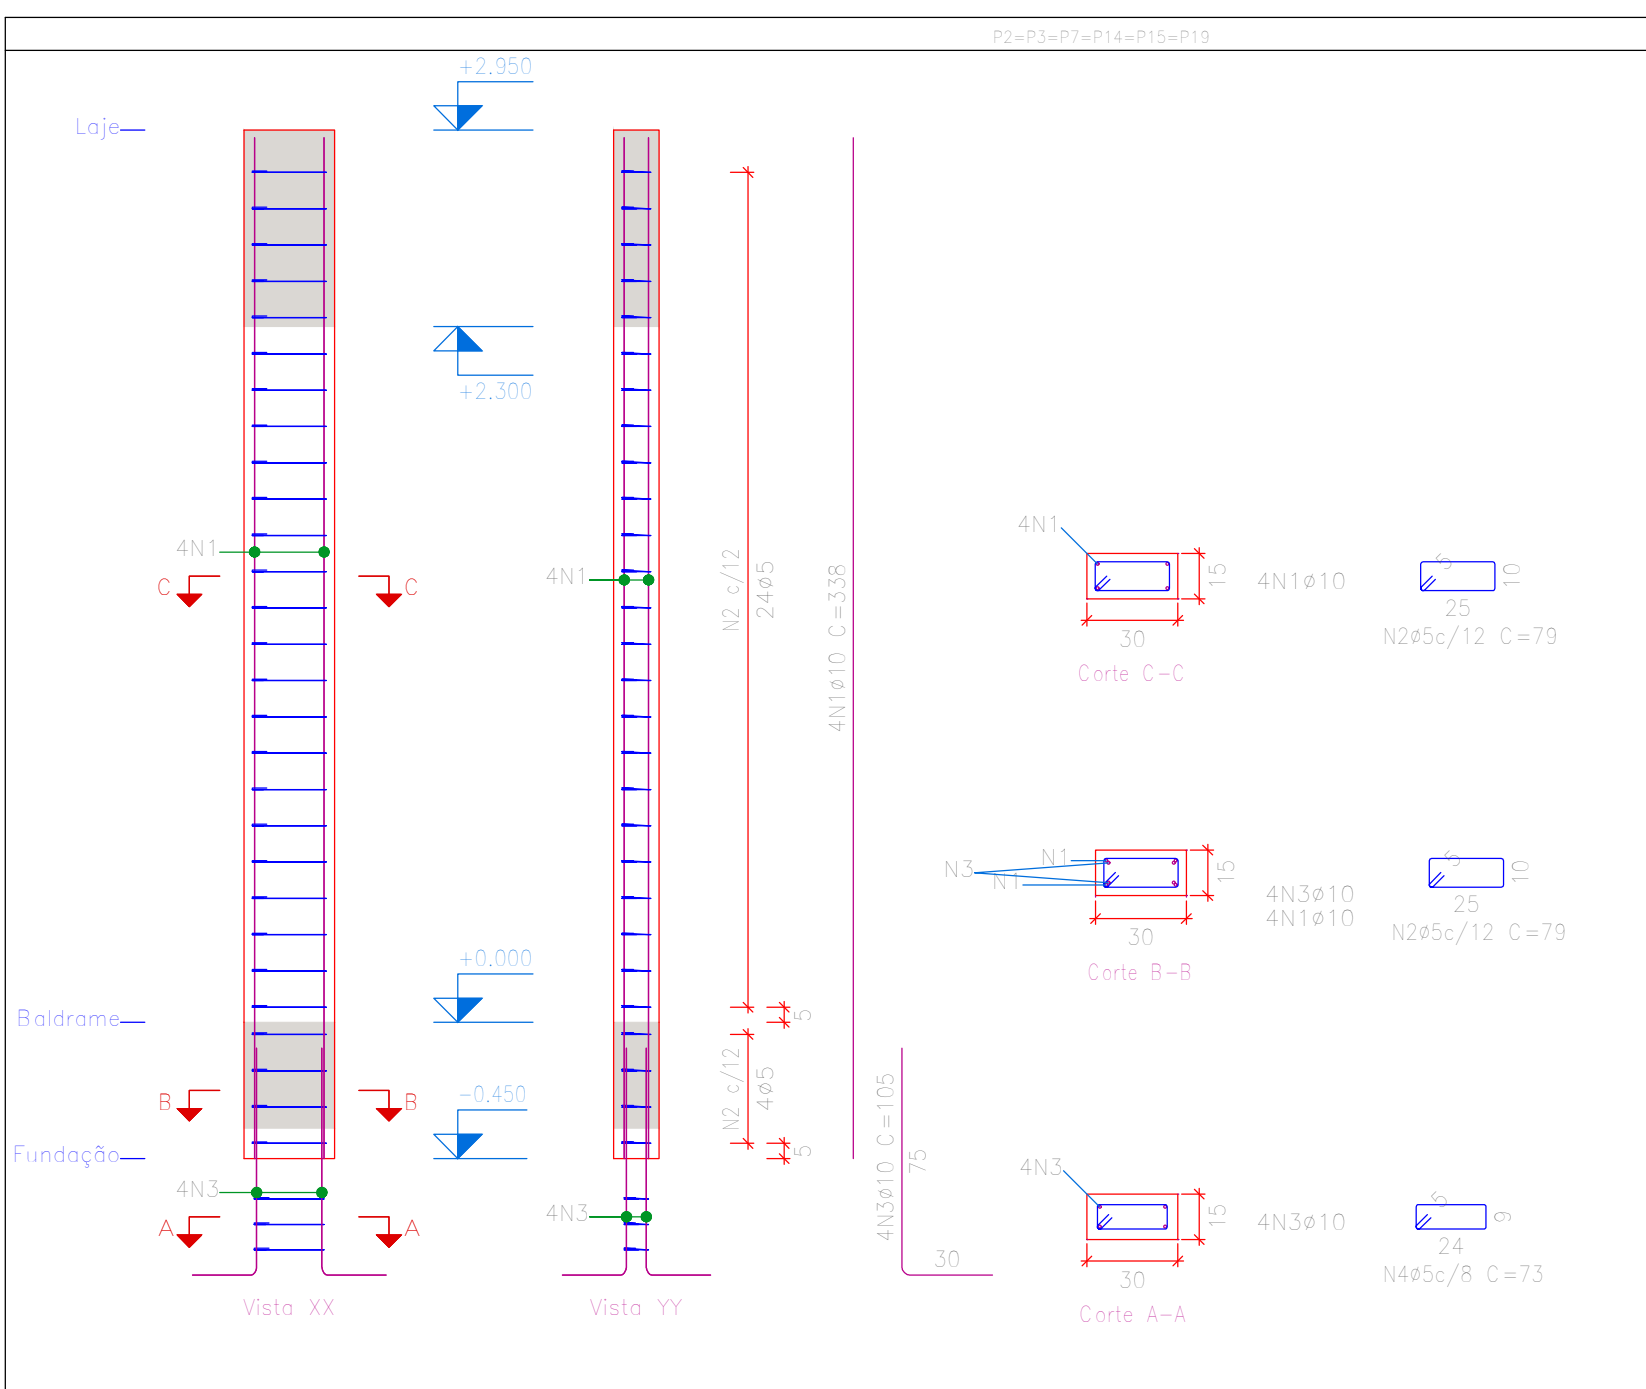 P2=P3=P7=P14=P15=P19
+2.950
Laje
+2.300
4N1
C
C
4N1
N2 c/12
24ø5
4N1ø10 C=338
4N1
15
30
Corte C-C
4N1ø10
5
10
25
N2ø5c/12 C=79
N3
N1
N1
15
30
Corte B-B
4N3ø10
4N1ø10
5
10
25
N2ø5c/12 C=79
+0.000
Baldrame
5
N2 c/12
4ø5
B
B
-0.450
Fundação
5
4N3
A
A
4N3
4N3ø10 C=105
75
30
4N3
15
30
Corte A-A
4N3ø10
5
9
24
N4ø5c/8 C=73
Vista XX
Vista YY